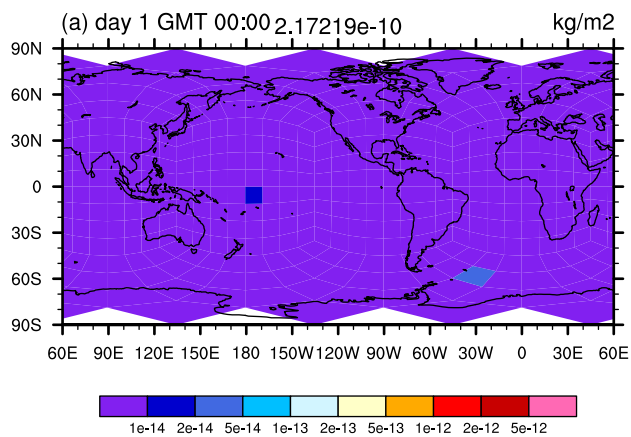 (a) day 1 GMT 00:00 2.17219e-10 kg/m2
90N
60N
30N
0
30S
60S
90S
60E 90E 120E 150E 180 150W 120W 90W 60W 30W 0 30E 60E
1e-14 2e-14 5e-14 1e-13 2e-13 5e-13 1e-12 2e-12 5e-12